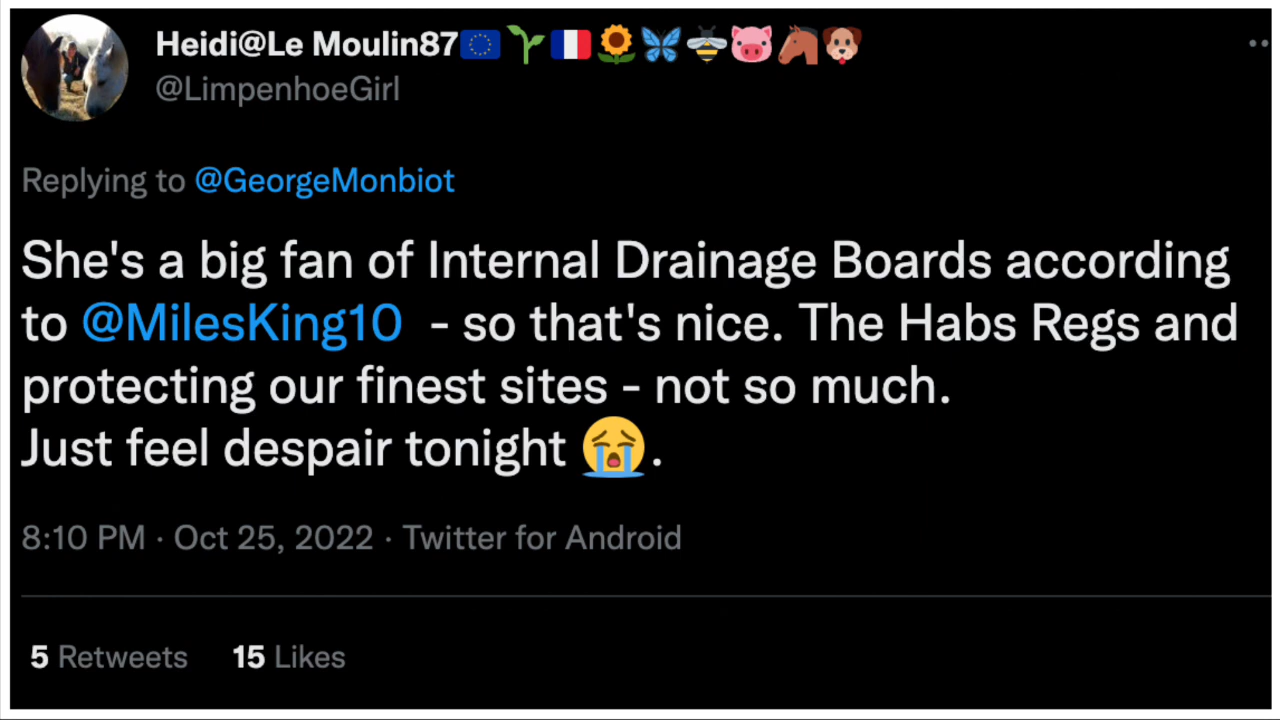 Heidi@Le Moulin87🇪🇺🌱🇫🇷🌻🦋🐝🐷🐴🐶
@LimpenhoeGirl
Replying to @GeorgeMonbiot
She's a big fan of Internal Drainage Boards according
to @MilesKing10 - so that's nice. The Habs Regs and
protecting our finest sites - not so much.
Just feel despair tonight 😭.
8:10 PM · Oct 25, 2022 · Twitter for Android
5 Retweets 15 Likes